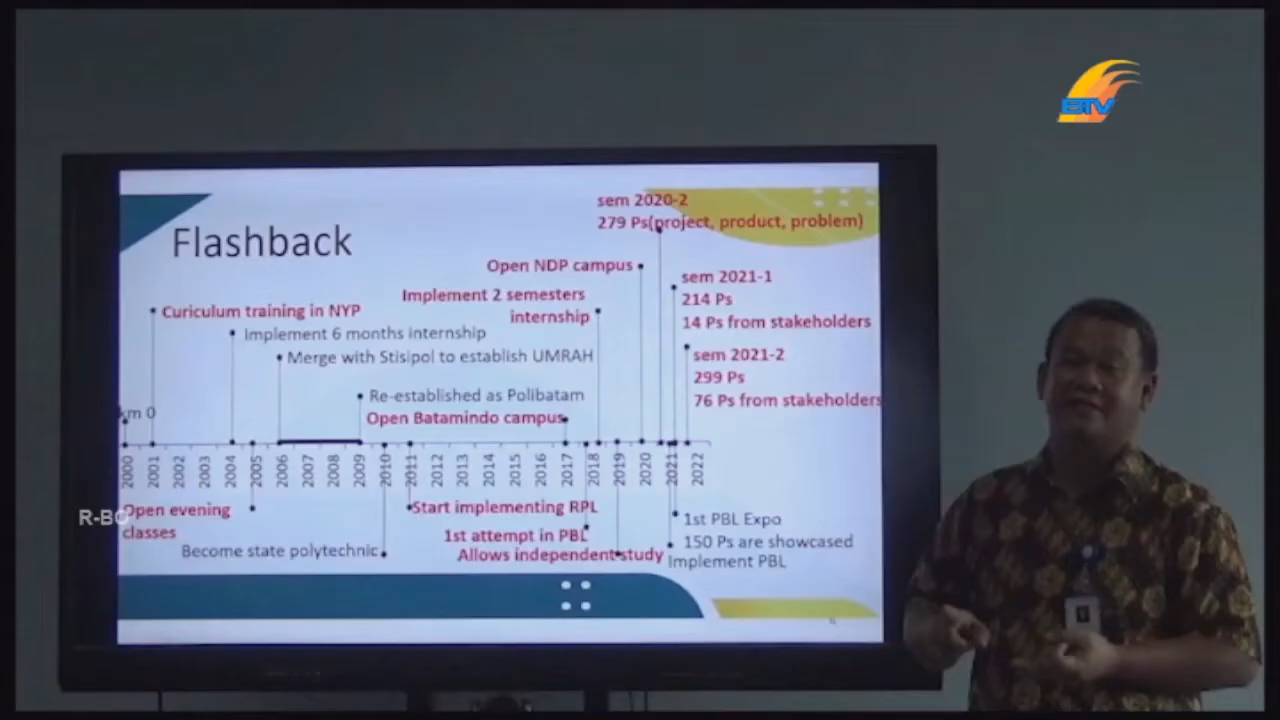 BTV
Flashback
sem 2020-2
279 Ps(project, product, problem)
Open NDP campus
sem 2021-1
214 Ps
14 Ps from stakeholders
Implement 2 semesters
internship
Curiculum training in NYP
Implement 6 months internship
Merge with Stisipol to establish UMRAH
sem 2021-2
299 Ps
76 Ps from stakeholders
Re-established as Polibatam
km 0
Open Batamindo campus
2000 2001 2002 2003 2004 2005 2006 2007 2008 2009 2010 2011 2012 2013 2014 2015 2016 2017 2018 2019 2020 2021 2022
R-BO
Open evening
classes
Start implementing RPL
1st attempt in PBL
Become state polytechnic
Allows independent study
1st PBL Expo
150 Ps are showcased
Implement PBL